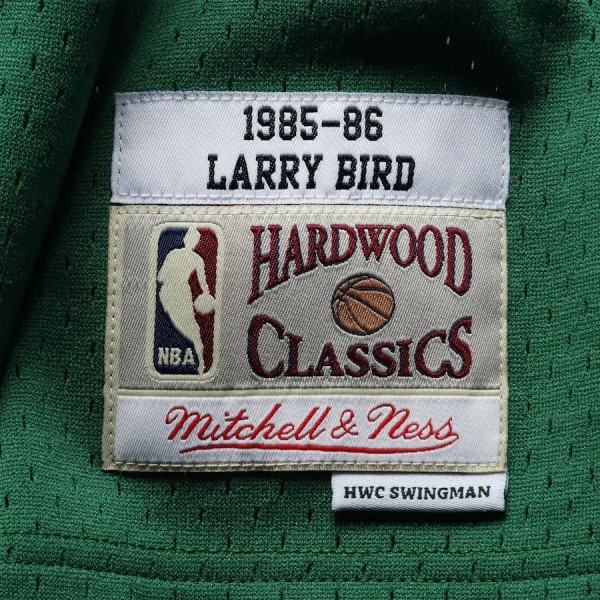 1985-86
LARRY BIRD
NBA
HARDWOOD
CLASSICS
Mitchell & Ness
HWC SWINGMAN